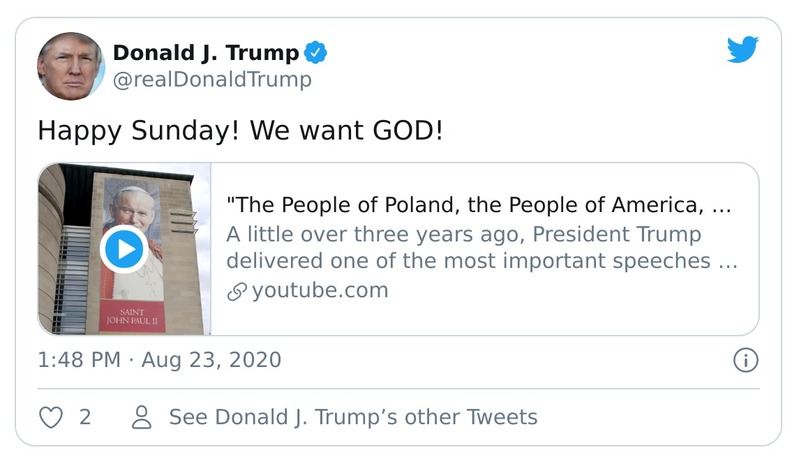 Donald J. Trump
@realDonaldTrump
Happy Sunday! We want GOD!
"The People of Poland, the People of America, ...
A little over three years ago, President Trump
delivered one of the most important speeches ...
youtube.com
SAINT
JOHN PAUL II
1:48 PM · Aug 23, 2020
2
See Donald J. Trump’s other Tweets